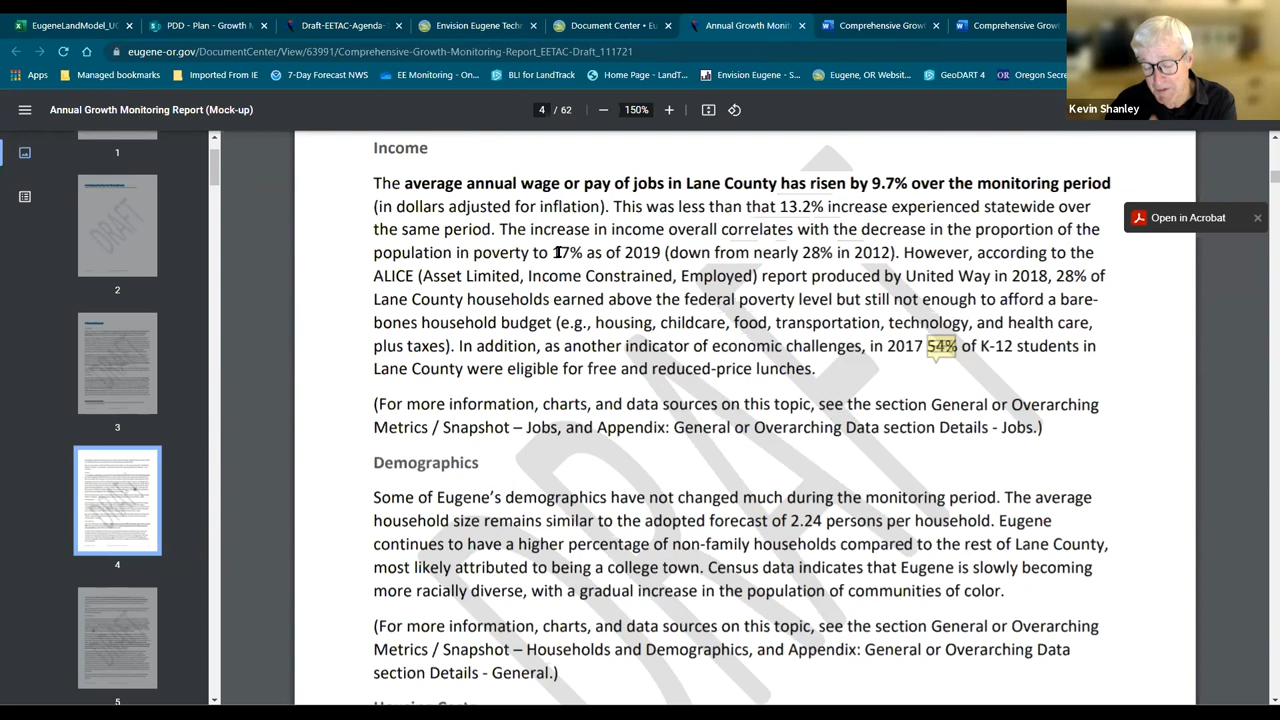 EugeneLandModel_UG
PDD - Plan - Growth M
Draft-EETAC-Agenda-
Envision Eugene Techn
Document Center • Eu
Annual Growth Monito
Comprehensive Growt
Comprehensive Growt
eugene-or.gov/DocumentCenter/View/63991/Comprehensive-Growth-Monitoring-Report_EETAC-Draft_111721
Apps
Managed bookmarks
Imported From IE
7-Day Forecast NWS
EE Monitoring - On...
BLI for LandTrack
Home Page - LandT...
Envision Eugene - S...
Eugene, OR Website...
GeoDART 4
Oregon Secre
Kevin Shanley
Annual Growth Monitoring Report (Mock-up)
4 / 62
150%
Open in Acrobat
1
2
3
4
5
DRAFT
Income
The average annual wage or pay of jobs in Lane County has risen by 9.7% over the monitoring period
(in dollars adjusted for inflation). This was less than that 13.2% increase experienced statewide over
the same period. The increase in income overall correlates with the decrease in the proportion of the
population in poverty to 17% as of 2019 (down from nearly 28% in 2012). However, according to the
ALICE (Asset Limited, Income Constrained, Employed) report produced by United Way in 2018, 28% of
Lane County households earned above the federal poverty level but still not enough to afford a bare-
bones household budget (e.g., housing, childcare, food, transportation, technology, and health care,
plus taxes). In addition, as another indicator of economic challenges, in 2017 54% of K-12 students in
Lane County were eligible for free and reduced-price lunches.
(For more information, charts, and data sources on this topic, see the section General or Overarching
Metrics / Snapshot – Jobs, and Appendix: General or Overarching Data section Details - Jobs.)
Demographics
Some of Eugene's demographics have not changed much during the monitoring period. The average
household size remains similar to the adopted forecast of 2.24 persons per household. Eugene
continues to have a higher percentage of non-family households compared to the rest of Lane County,
most likely attributed to being a college town. Census data indicates that Eugene is slowly becoming
more racially diverse, with a gradual increase in the population of communities of color.
(For more information, charts, and data sources on this topic, see the section General or Overarching
Metrics / Snapshot – Households and Demographics, and Appendix: General or Overarching Data
section Details - General.)